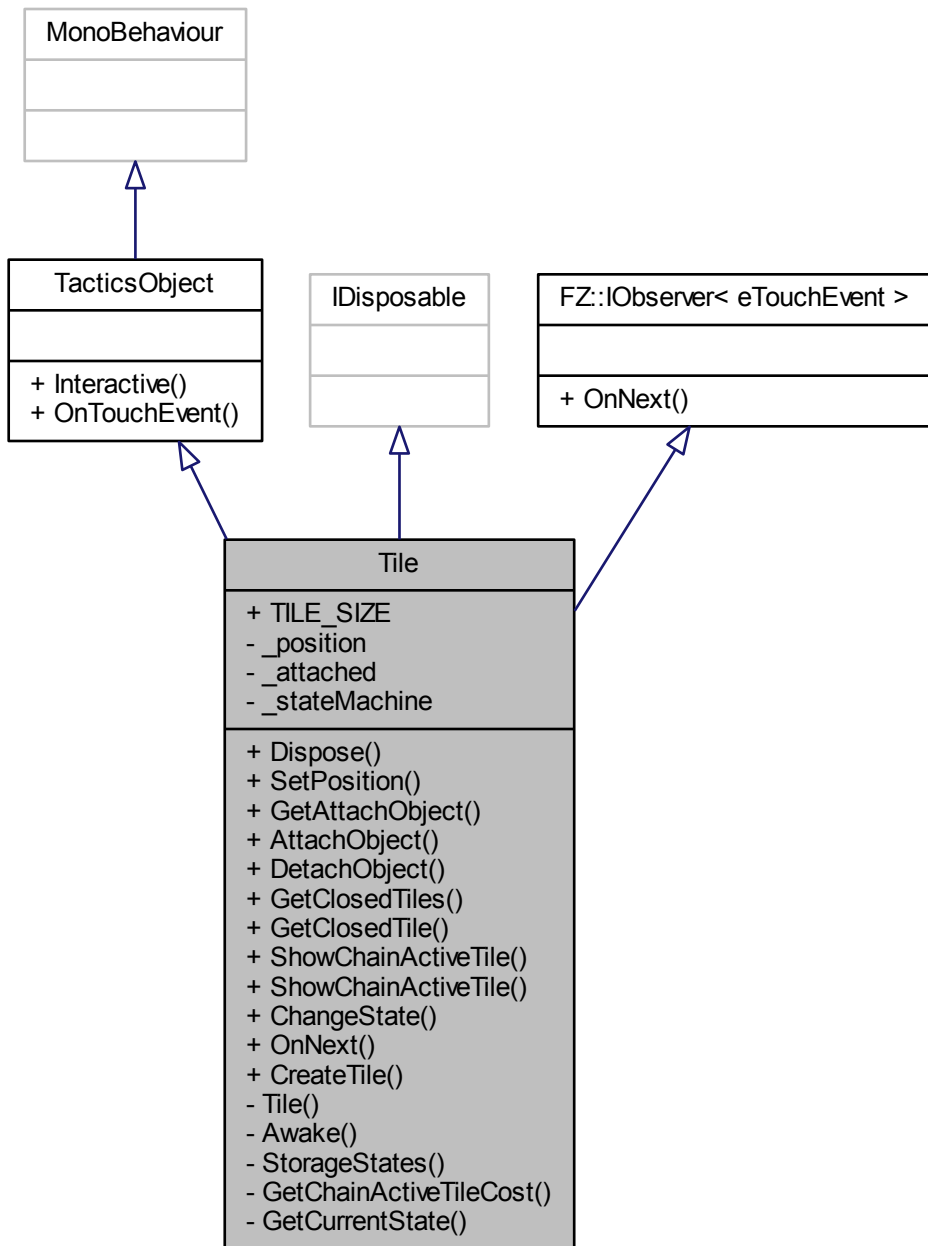 MonoBehaviour
TacticsObject
+ Interactive()
+ OnTouchEvent()
IDisposable
FZ::IObserver< eTouchEvent >
+ OnNext()
Tile
+ TILE_SIZE
- _position
- _attached
- _stateMachine
+ Dispose()
+ SetPosition()
+ GetAttachObject()
+ AttachObject()
+ DetachObject()
+ GetClosedTiles()
+ GetClosedTile()
+ ShowChainActiveTile()
+ ShowChainActiveTile()
+ ChangeState()
+ OnNext()
+ CreateTile()
- Tile()
- Awake()
- StorageStates()
- GetChainActiveTileCost()
- GetCurrentState()